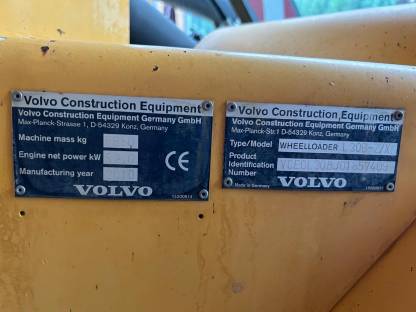 Volvo Construction Equipment
Volvo Construction Equipment Germany GmbH
Max-Planck-Strasse 1, D-54329 Konz, Germany
Machine mass kg
Engine net power kW
Manufacturing year
CE
VOLVO
Volvo Construction Equipment
Volvo Construction Equipment Germany GmbH
Max-Planck-Str.1 D-54329 Konz, Germany
Type/Model WHEELLOADER
Product
Identification
Number
Made in Germany
VOLVO